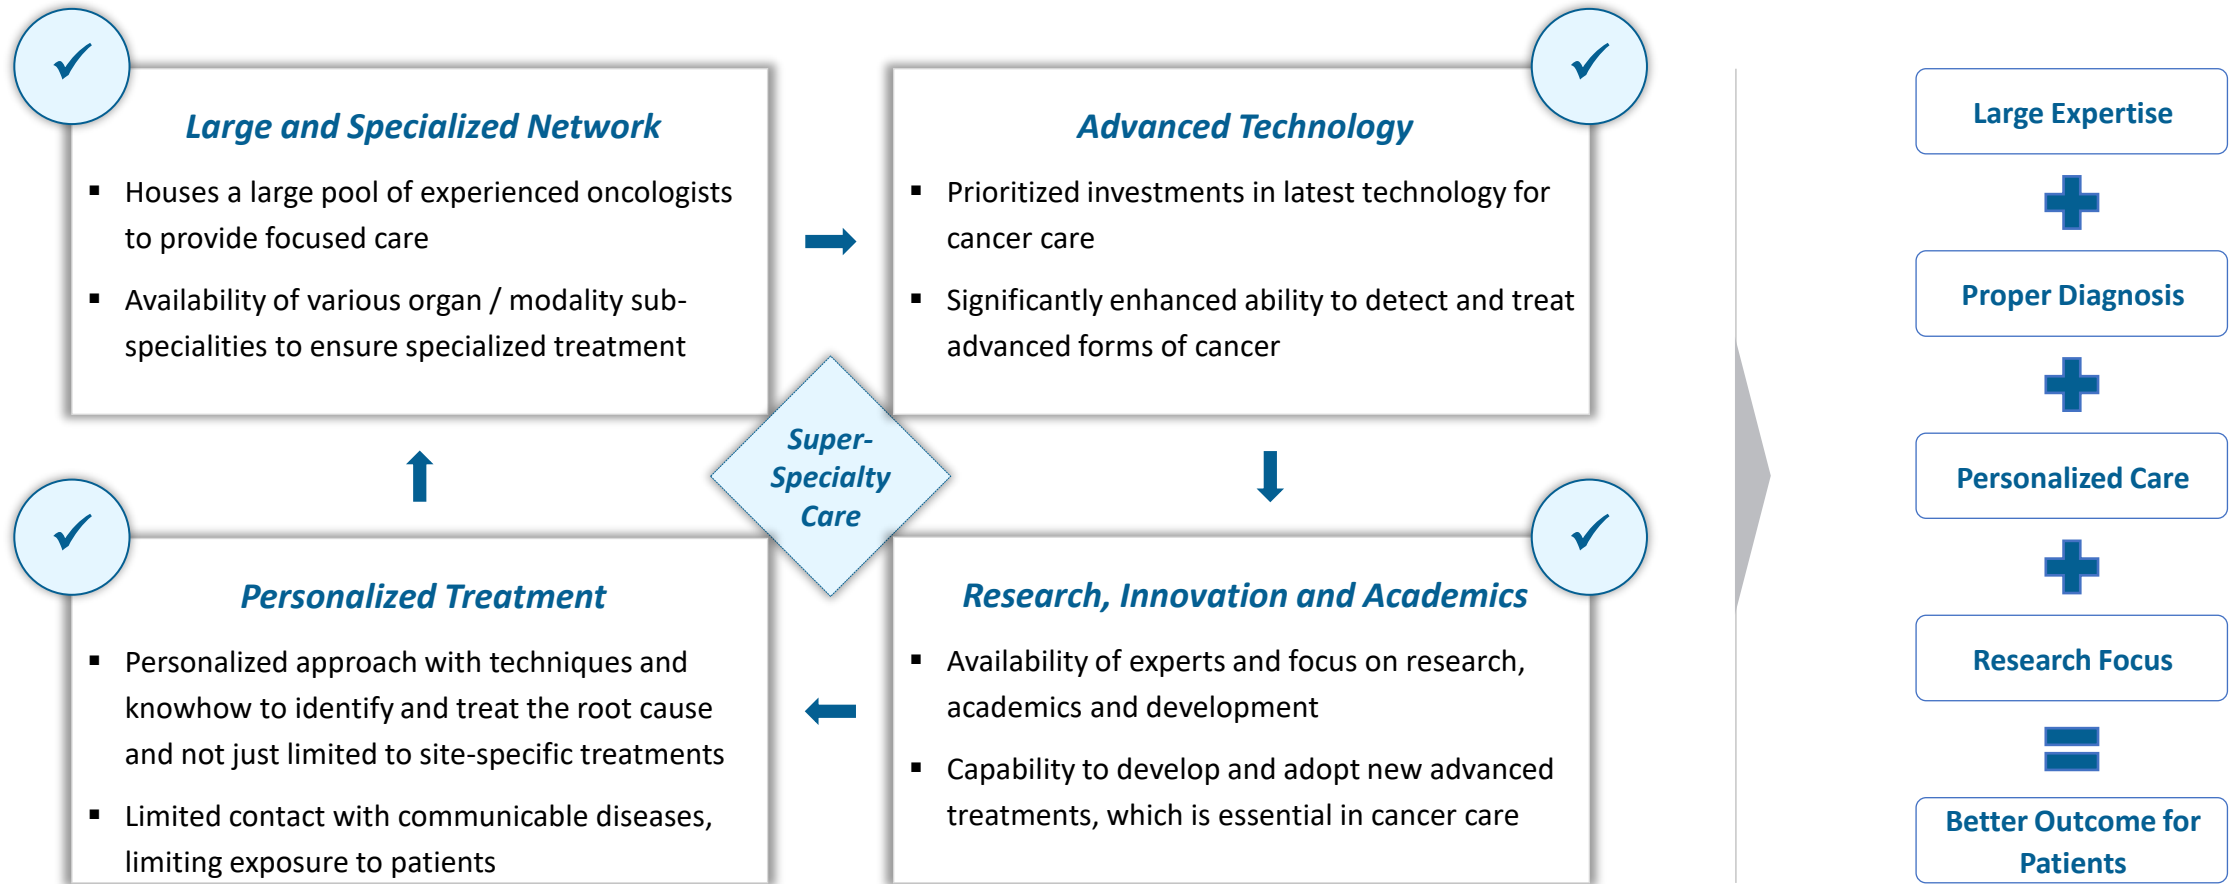 Large and Specialized Network
▪ Houses a large pool of experienced oncologists
to provide focused care
▪ Availability of various organ / modality sub-
specialities to ensure specialized treatment
Advanced Technology
▪ Prioritized investments in latest technology for
cancer care
▪ Significantly enhanced ability to detect and treat
advanced forms of cancer
Super-
Specialty
Care
Personalized Treatment
▪ Personalized approach with techniques and
knowhow to identify and treat the root cause
and not just limited to site-specific treatments
▪ Limited contact with communicable diseases,
limiting exposure to patients
Research, Innovation and Academics
▪ Availability of experts and focus on research,
academics and development
▪ Capability to develop and adopt new advanced
treatments, which is essential in cancer care
Large Expertise
Proper Diagnosis
Personalized Care
Research Focus
Better Outcome for
Patients